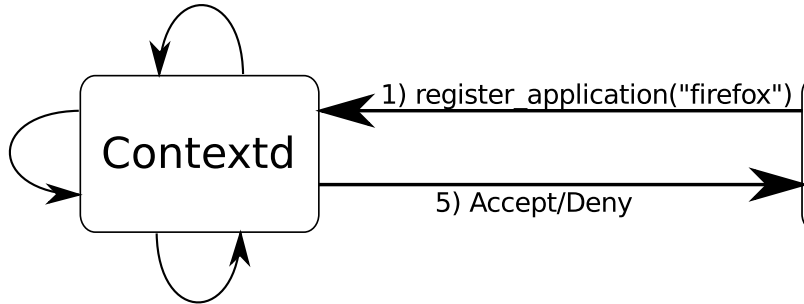 1) register_application("firefox")
Contextd
5) Accept/Deny